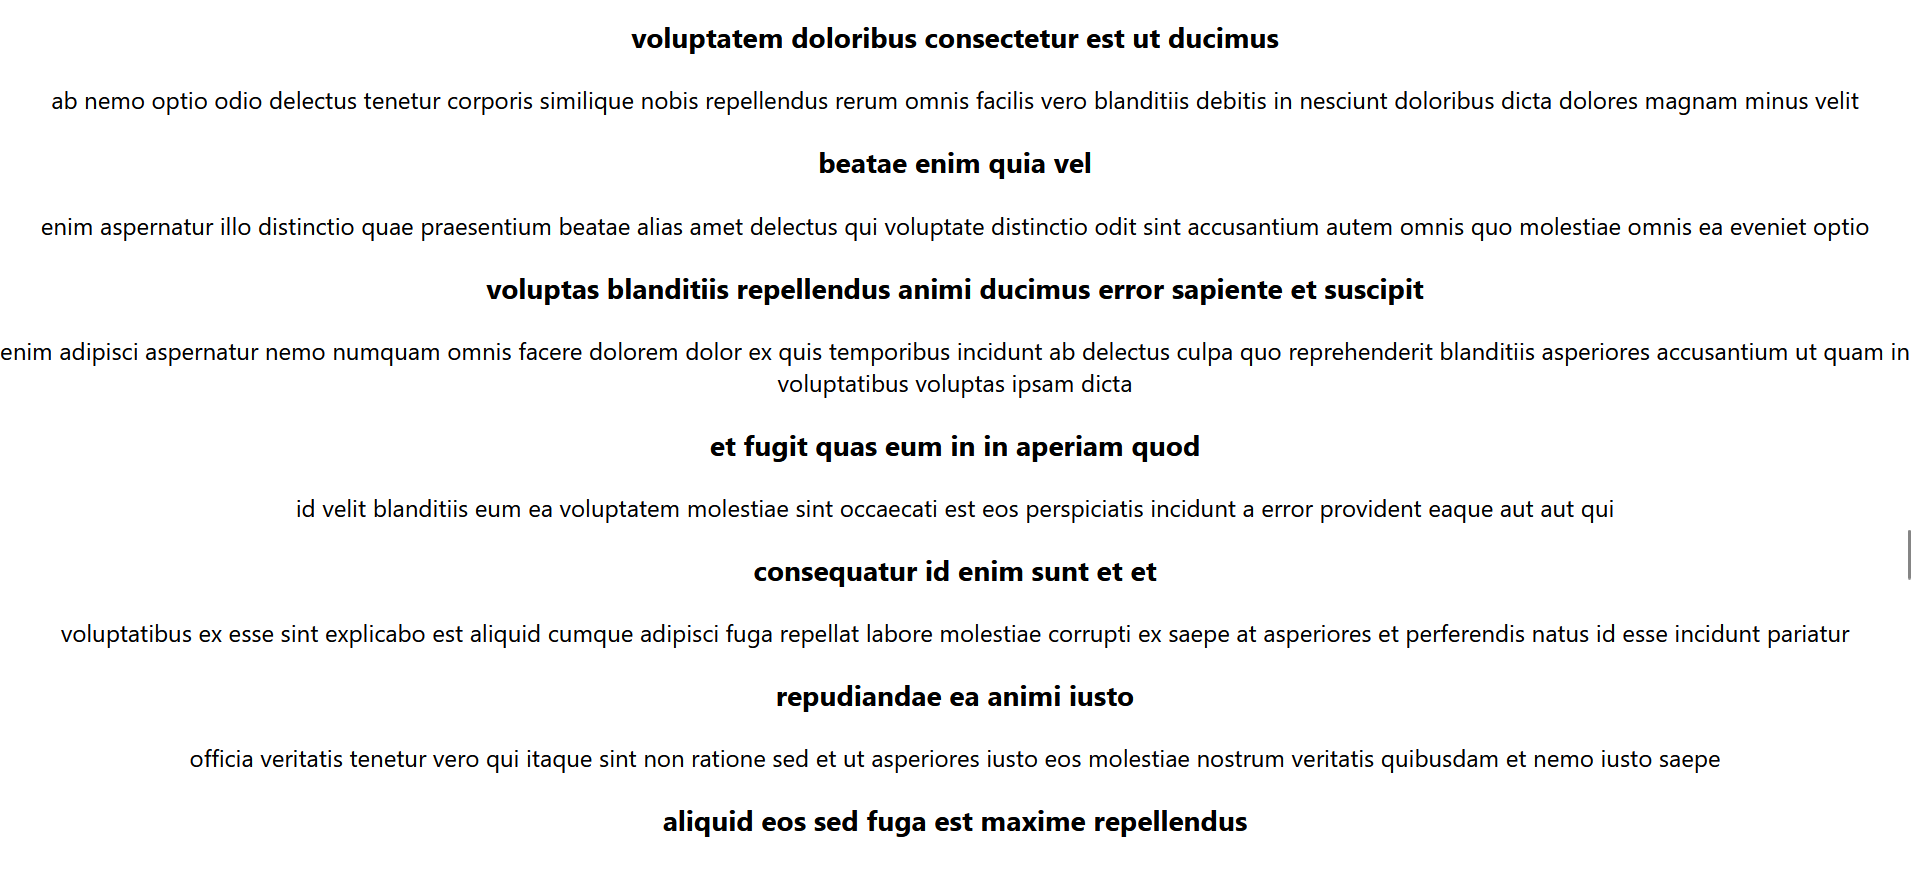 voluptatem doloribus consectetur est ut ducimus
ab nemo optio odio delectus tenetur corporis similique nobis repellendus rerum omnis facilis vero blanditiis debitis in nesciunt doloribus dicta dolores magnam minus velit
beatae enim quia vel
enim aspernatur illo distinctio quae praesentium beatae alias amet delectus qui voluptate distinctio odit sint accusantium autem omnis quo molestiae omnis ea eveniet optio
voluptas blanditiis repellendus animi ducimus error sapiente et suscipit
enim adipisci aspernatur nemo numquam omnis facere dolorem dolor ex quis temporibus incidunt ab delectus culpa quo reprehenderit blanditiis asperiores accusantium ut quam in
voluptatibus voluptas ipsam dicta
et fugit quas eum in in aperiam quod
id velit blanditiis eum ea voluptatem molestiae sint occaecati est eos perspiciatis incidunt a error provident eaque aut aut qui
consequatur id enim sunt et et
voluptatibus ex esse sint explicabo est aliquid cumque adipisci fuga repellat labore molestiae corrupti ex saepe at asperiores et perferendis natus id esse incidunt pariatur
repudiandae ea animi iusto
officia veritatis tenetur vero qui itaque sint non ratione sed et ut asperiores iusto eos molestiae nostrum veritatis quibusdam et nemo iusto saepe
aliquid eos sed fuga est maxime repellendus